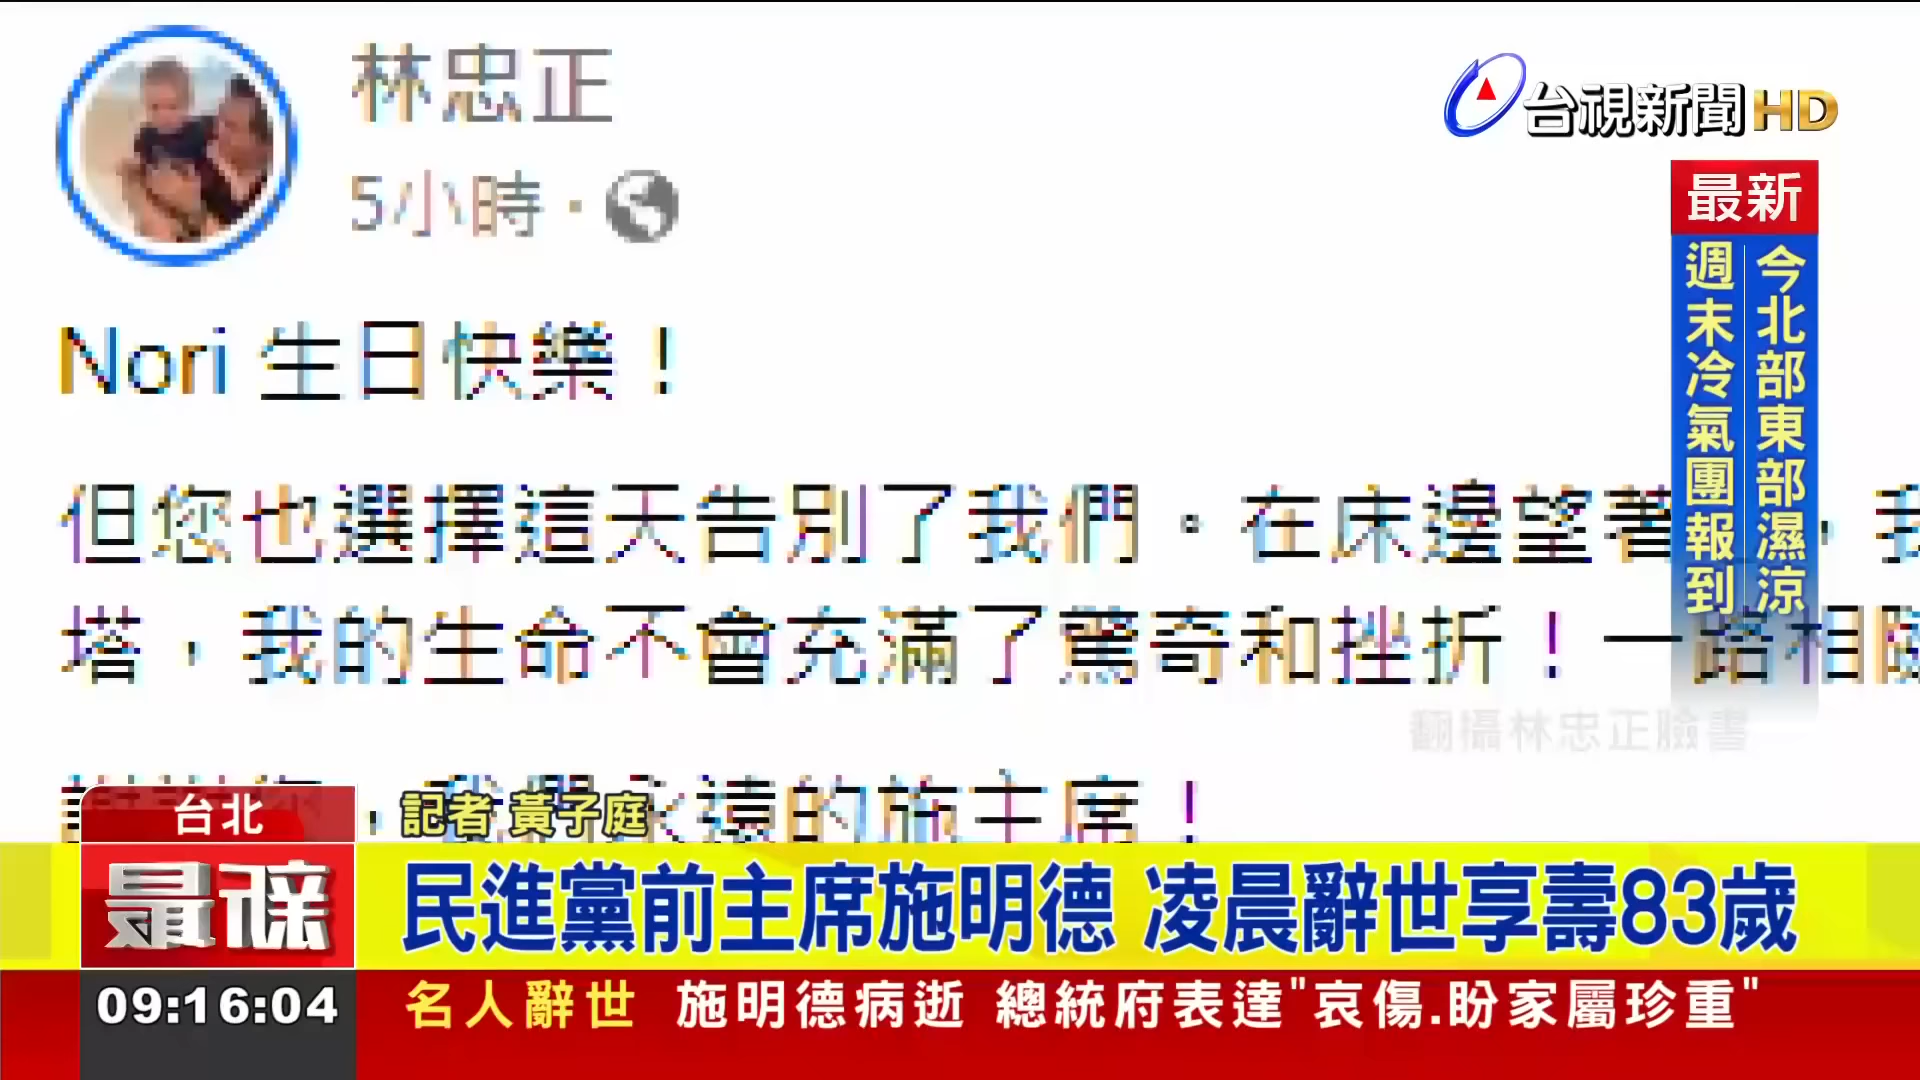 林忠正
5小時
台視新聞HD
最新
今北部東部濕涼
週末冷氣團報到
Nori 生日快樂！
但您也選擇這天告別了我們。在床邊望著，我
塔，我的生命不會充滿了驚奇和挫折！一路相
翻攝林忠正臉書
，我們永遠的施主席！
台北
記者 黃子庭
民進黨前主席施明德 凌晨辭世享壽83歲
09:16:04
名人辭世 施明德病逝 總統府表達"哀傷.盼家屬珍重"